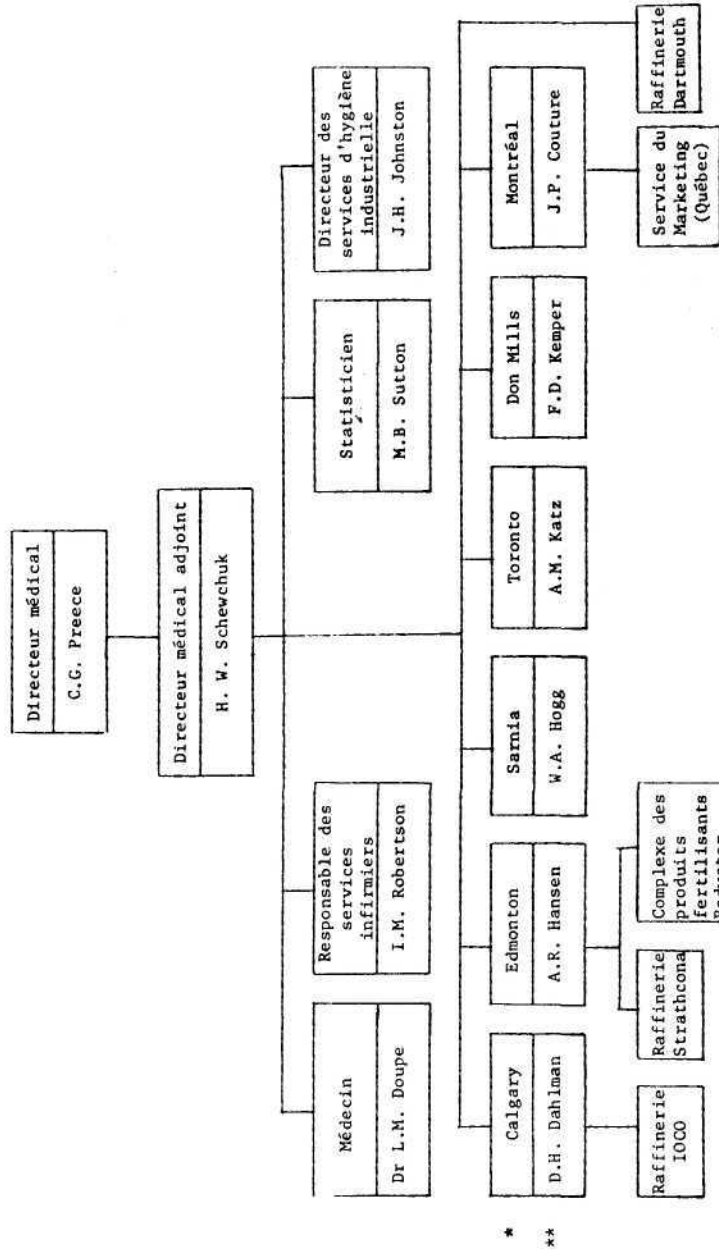 Directeur médical
C.G. Preece
Directeur médical adjoint
H. W. Schewchuk
Médecin
Dr L.M. Doupe
Responsable des
services
infirmiers
I.M. Robertson
Statisticien
M.B. Sutton
Directeur des
services d'hygiène
industrielle
J.H. Johnston
*
Calgary
Edmonton
Sarnia
Toronto
Don Mills
Montréal
**
D.H. Dahlman
A.R. Hansen
W.A. Hogg
A.M. Katz
F.D. Kemper
J.P. Couture
Raffinerie
IOCO
Raffinerie
Strathcona
Complexe des
produits
fertilisants
Service du
Marketing
(Québec)
Raffinerie
Dartmouth